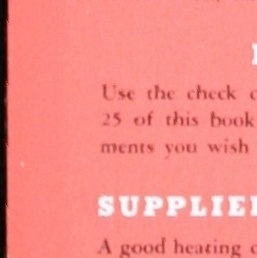 Use the check
25 of this book
ments you wish
SUPPLIE
A good heating